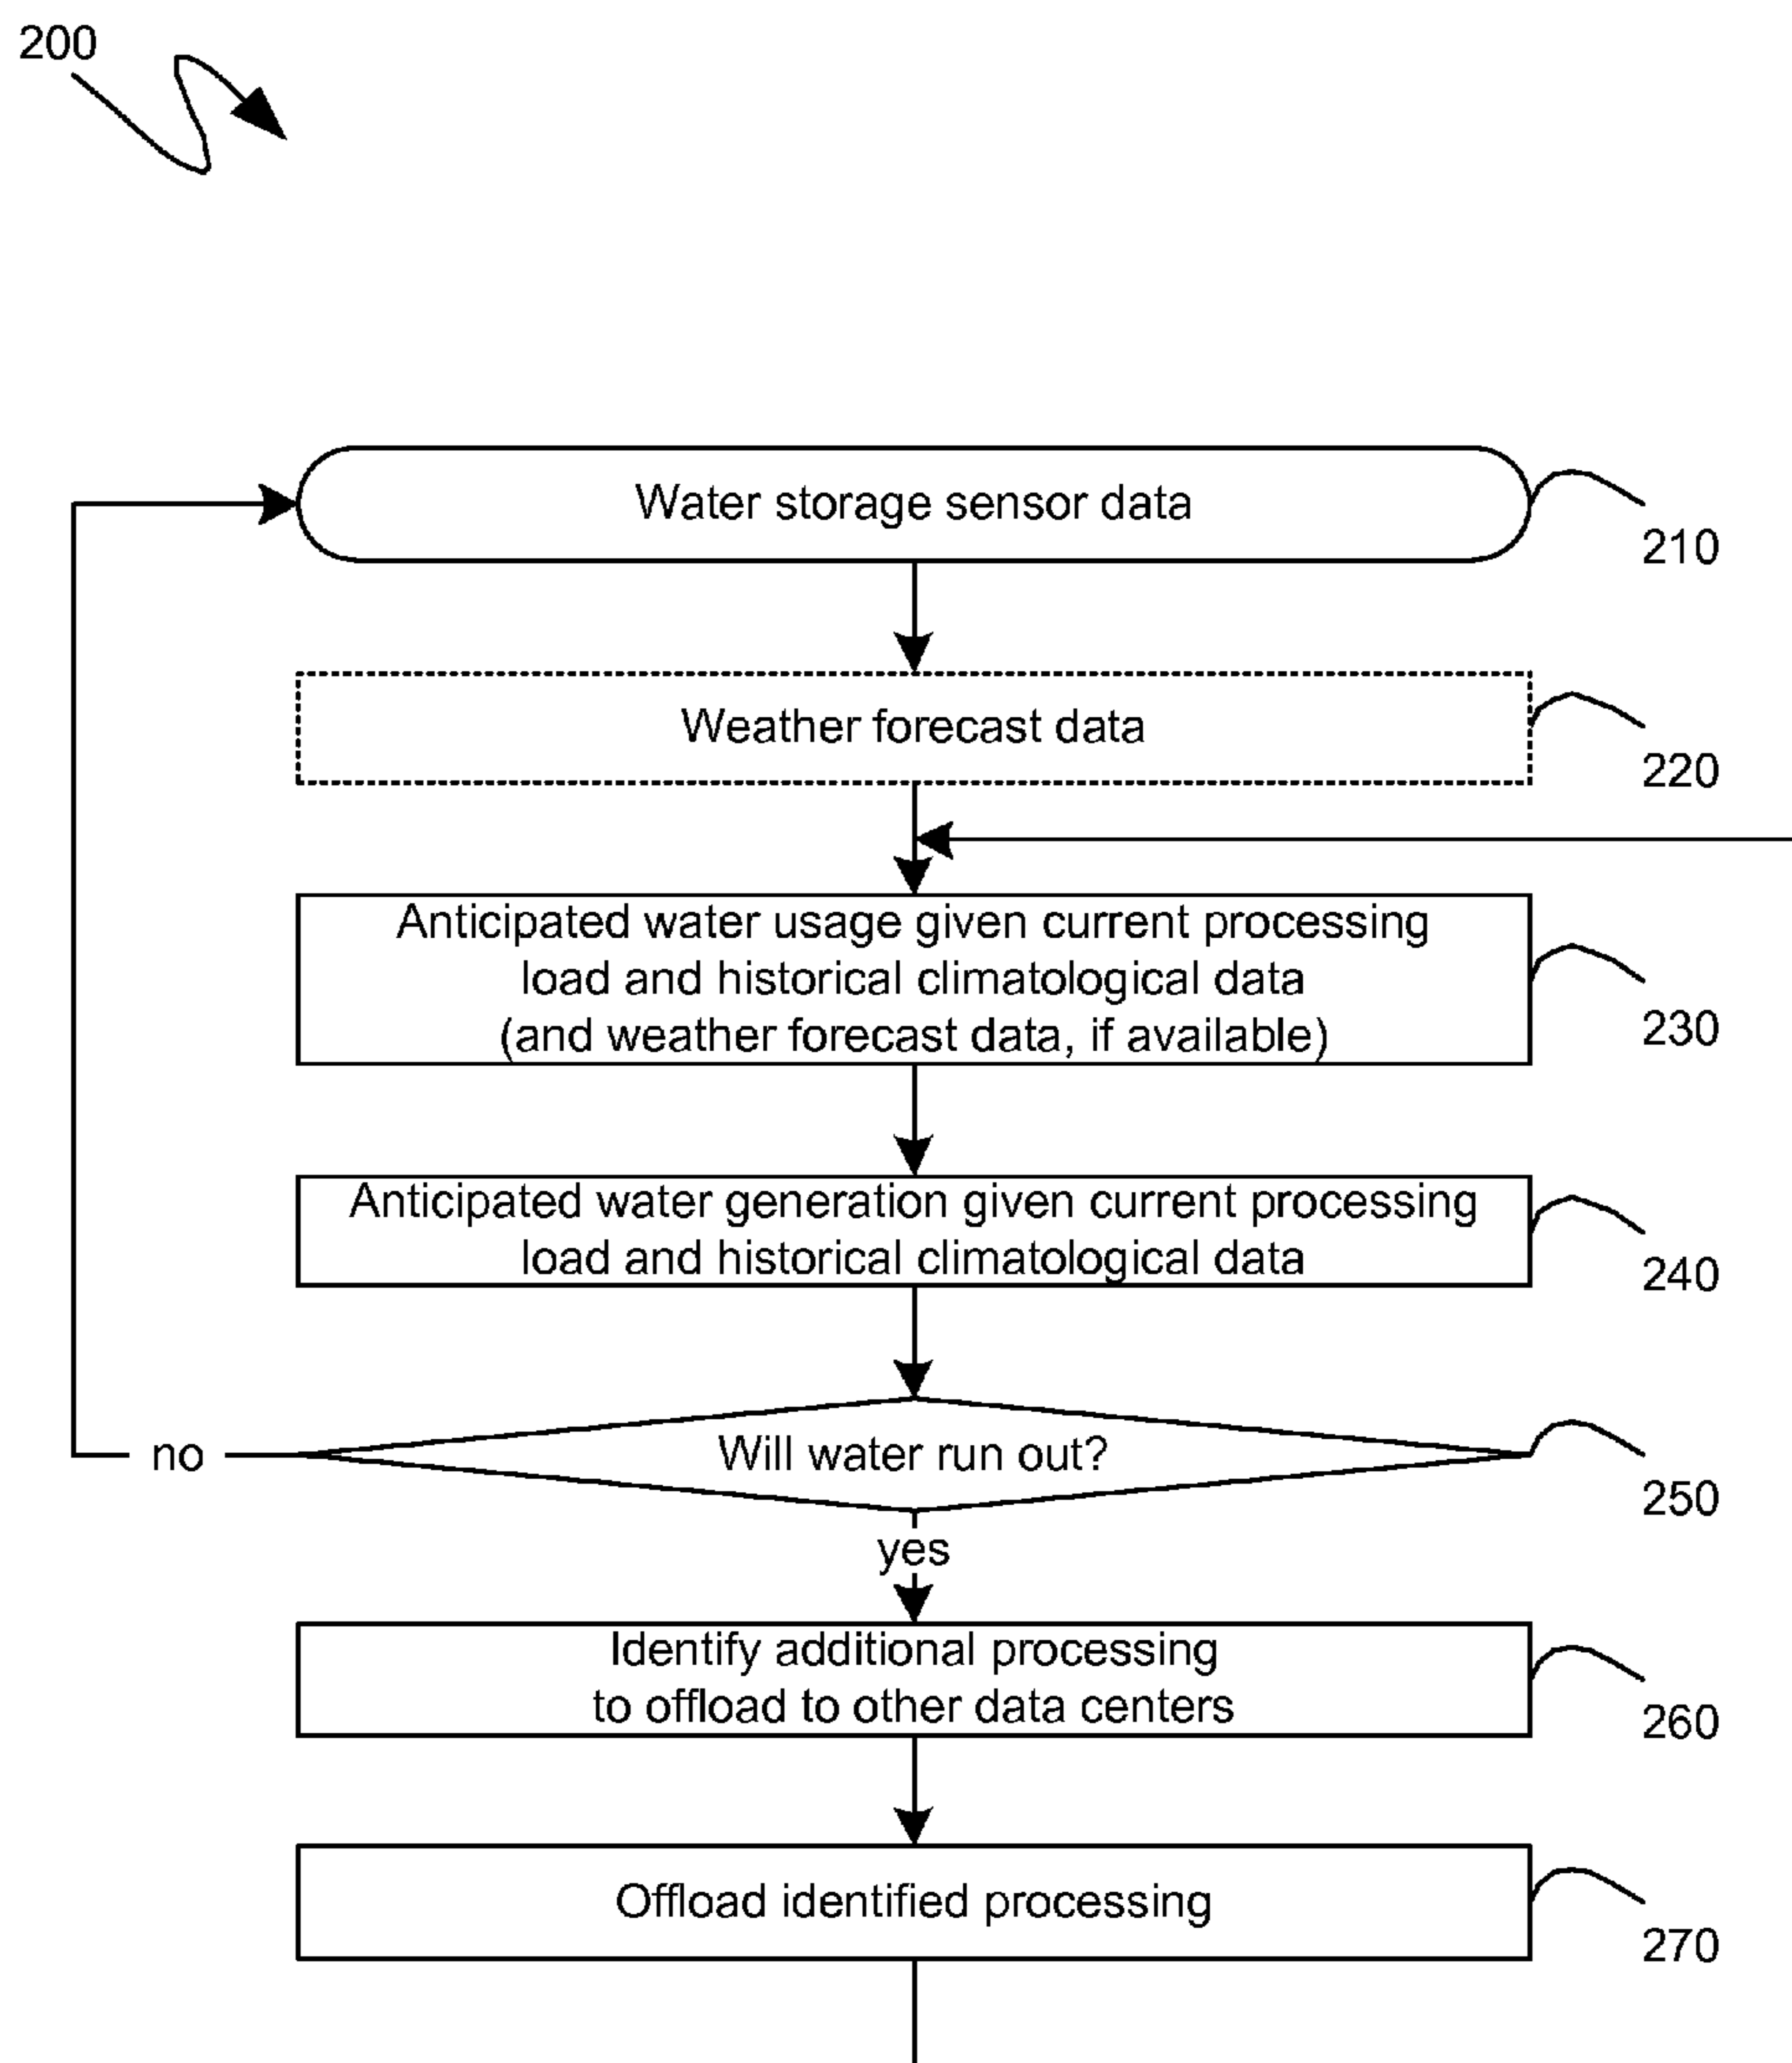 200
Water storage sensor data
210
Weather forecast data
220
Anticipated water usage given current processing
load and historical climatological data
(and weather forecast data, if available)
230
Anticipated water generation given current processing
load and historical climatological data
240
Will water run out?
no
250
yes
Identify additional processing
to offload to other data centers
260
Offload identified processing
270